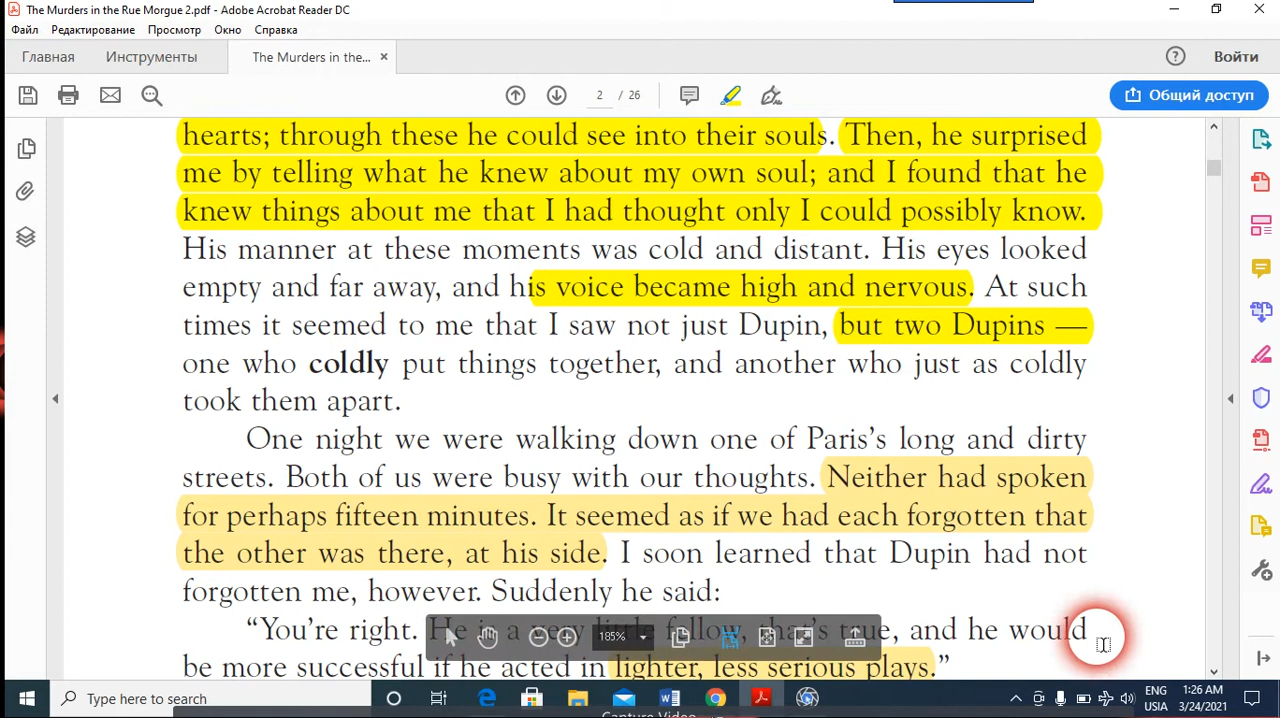 The Murders in the Rue Morgue 2.pdf - Adobe Acrobat Reader DC
Файл Редактирование Просмотр Окно Справка
Главная Инструменты The Murders in the... × Войти
2 / 26 Общий доступ
hearts; through these he could see into their souls. Then, he surprised
me by telling what he knew about my own soul; and I found that he
knew things about me that I had thought only I could possibly know.
His manner at these moments was cold and distant. His eyes looked
empty and far away, and his voice became high and nervous. At such
times it seemed to me that I saw not just Dupin, but two Dupins —
one who coldly put things together, and another who just as coldly
took them apart.
One night we were walking down one of Paris’s long and dirty
streets. Both of us were busy with our thoughts. Neither had spoken
for perhaps fifteen minutes. It seemed as if we had each forgotten that
the other was there, at his side. I soon learned that Dupin had not
forgotten me, however. Suddenly he said:
“You’re right. He is a very little fellow, that’s true, and he would
185%
be more successful if he acted in lighter, less serious plays.”
Type here to search
ENG 1:26 AM
USIA 3/24/2021
Capture Video